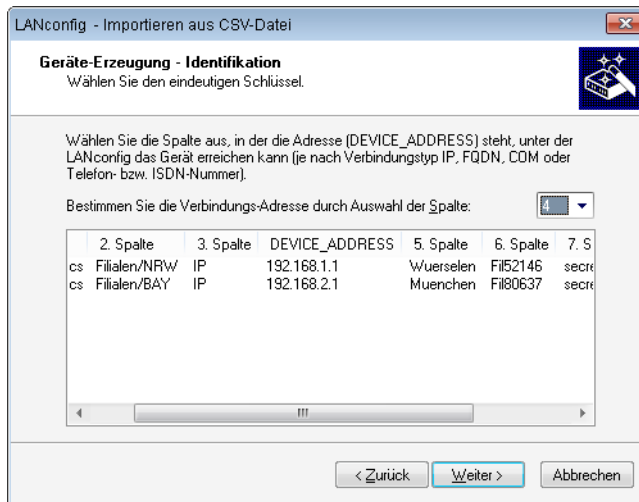 LANconfig - Importieren aus CSV-Datei
Geräte-Erzeugung - Identifikation
Wählen Sie den eindeutigen Schlüssel.
Wählen Sie die Spalte aus, in der die Adresse (DEVICE_ADDRESS) steht, unter der
LANconfig das Gerät erreichen kann (je nach Verbindungstyp IP, FQDN, COM oder
Telefon- bzw. ISDN-Nummer).
Bestimmen Sie die Verbindungs-Adresse durch Auswahl der Spalte: 4
2. Spalte 3. Spalte DEVICE_ADDRESS 5. Spalte 6. Spalte 7. S
cs Filialen/NRW IP 192.168.1.1 Wuerselen Fil52146 secre
cs Filialen/BAY IP 192.168.2.1 Muenchen Fil80637 secre
< Zurück Weiter > Abbrechen